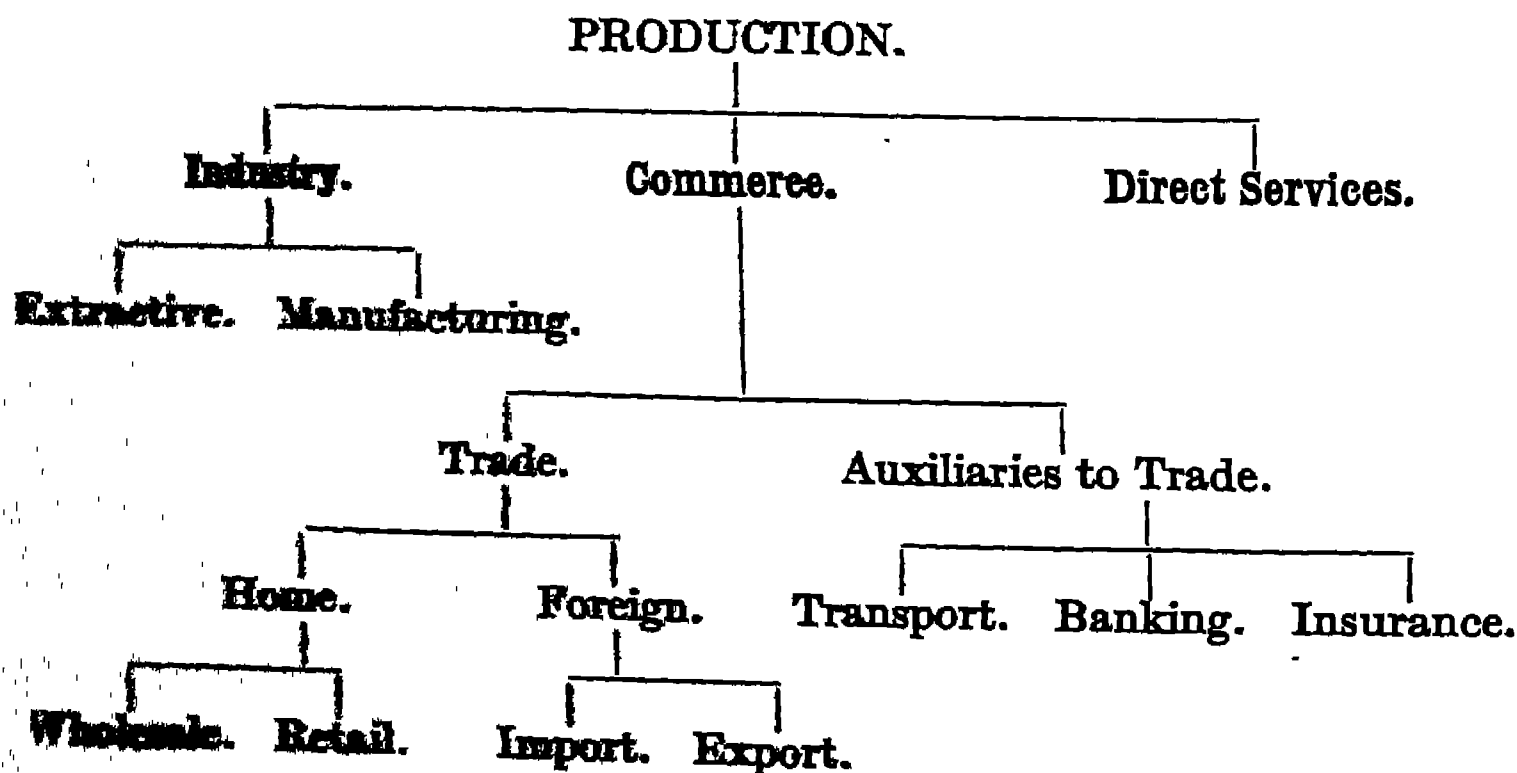 PRODUCTION.
Industry. Commerce. Direct Services.
Extractive. Manufacturing.
Trade. Auxiliaries to Trade.
Home. Foreign. Transport. Banking. Insurance.
Wholesale. Retail. Import. Export.